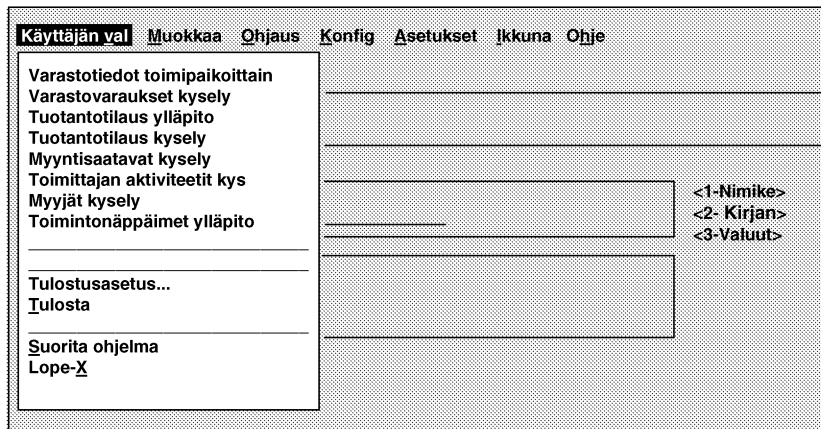 Käyttäjän val Muokkaa Ohjaus Konfig Asetukset Ikkuna Ohje
Varastotiedot toimipaikoittain
Varastovaraukset kysely
Tuotantotilaus ylläpito
Tuotantotilaus kysely
Myyntisaatavat kysely
Toimittajan aktiviteetit kys
Myyjät kysely
Toimintonäppäimet ylläpito
Tulostusasetus...
Tulosta
Suorita ohjelma
Lope-X
<1-Nimike>
<2- Kirjan>
<3-Valuut>